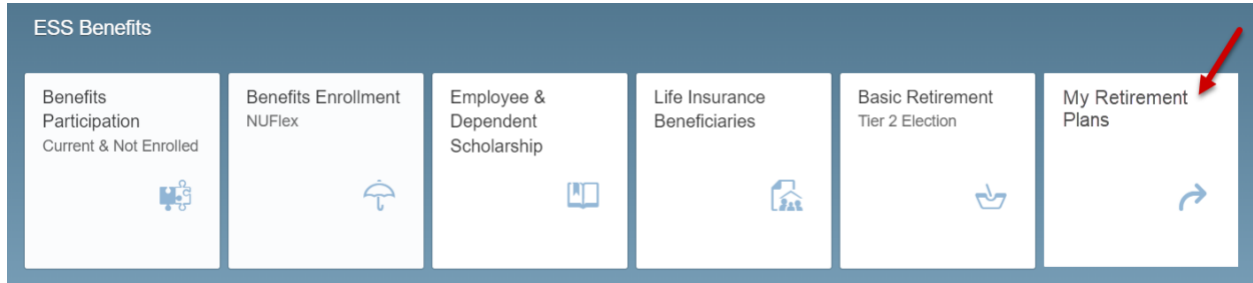 ESS Benefits
Benefits
Participation
Current & Not Enrolled
Benefits Enrollment
NUFlex
Employee &
Dependent
Scholarship
Life Insurance
Beneficiaries
Basic Retirement
Tier 2 Election
My Retirement
Plans